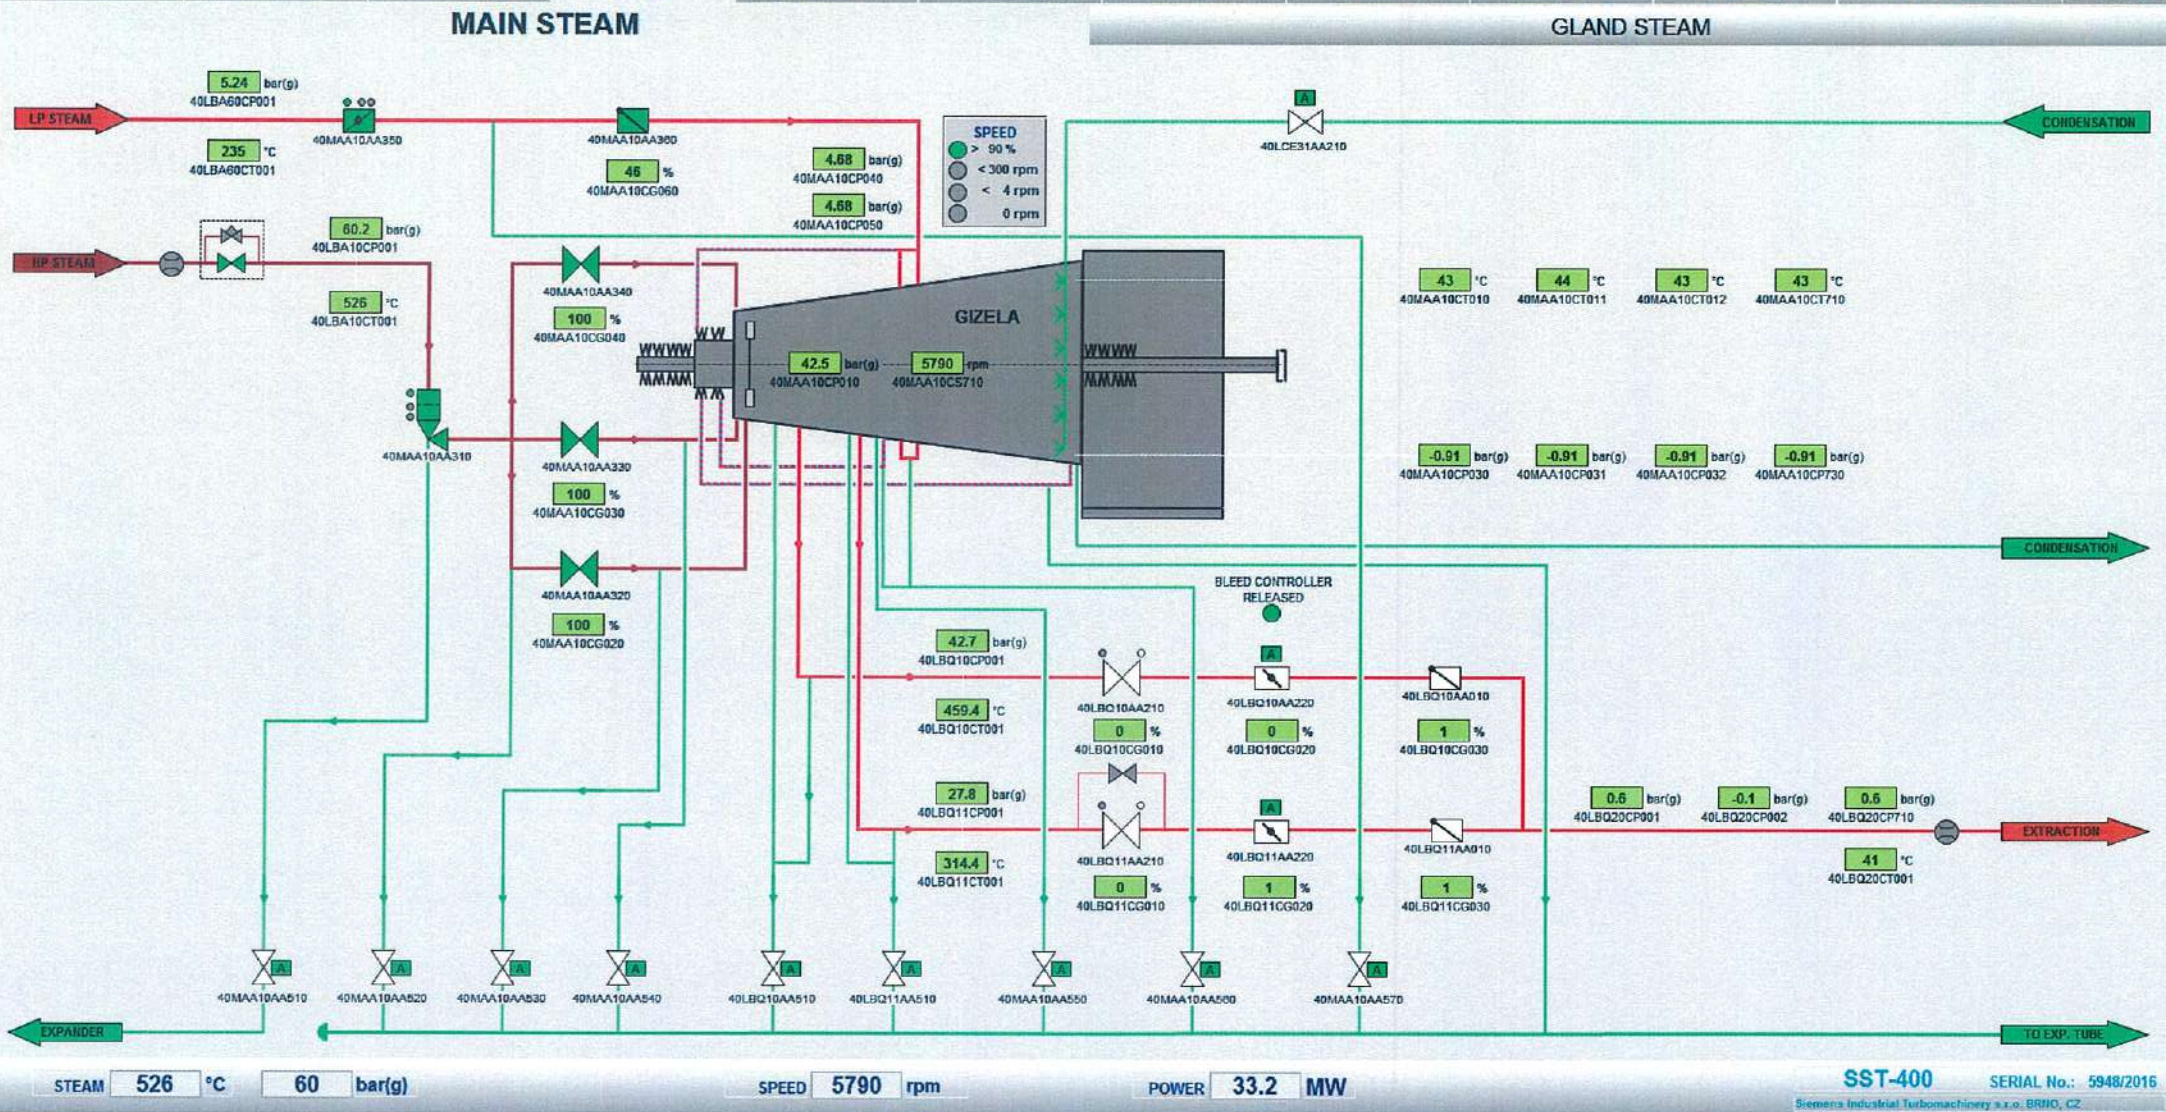 MAIN STEAM
GLAND STEAM
5.24 bar(g)
40LBA60CP001
LP STEAM
40MAA10AA350
235 °C
40LBA60CT001
40MAA10AA360
46 %
40MAA10CG060
4.68 bar(g)
40MAA10CP040
4.68 bar(g)
40MAA10CP050
SPEED
> 90 %
< 300 rpm
< 4 rpm
0 rpm
A
40LCE31AA210
CONDENSATION
HP STEAM
60.2 bar(g)
40LBA10CP001
526 °C
40LBA10CT001
40MAA10AA340
100 %
40MAA10CG040
GIZELA
42.5 bar(g)
40MAA10CP010
5790 rpm
40MAA10CS710
43 °C
40MAA10CT010
44 °C
40MAA10CT011
43 °C
40MAA10CT012
43 °C
40MAA10CT710
40MAA10AA310
40MAA10AA330
100 %
40MAA10CG030
-0.91 bar(g)
40MAA10CP030
-0.91 bar(g)
40MAA10CP031
-0.91 bar(g)
40MAA10CP032
-0.91 bar(g)
40MAA10CP730
CONDENSATION
40MAA10AA320
100 %
40MAA10CG020
BLEED CONTROLLER
RELEASED
42.7 bar(g)
40LBQ10CP001
459.4 °C
40LBQ10CT001
40LBQ10AA210
0 %
40LBQ10CG010
A
40LBQ10AA220
0 %
40LBQ10CG020
40LBQ10AA010
1 %
40LBQ10CG030
27.8 bar(g)
40LBQ11CP001
314.4 °C
40LBQ11CT001
40LBQ11AA210
0 %
40LBQ11CG010
A
40LBQ11AA220
1 %
40LBQ11CG020
40LBQ11AA010
1 %
40LBQ11CG030
0.6 bar(g)
40LBQ20CP001
-0.1 bar(g)
40LBQ20CP002
0.6 bar(g)
40LBQ20CP710
EXTRACTION
41 °C
40LBQ20CT001
A
40MAA10AA510
A
40MAA10AA520
A
40MAA10AA530
A
40MAA10AA540
A
40LBQ10AA510
A
40LBQ11AA510
A
40MAA10AA550
A
40MAA10AA560
A
40MAA10AA570
EXPANDER
TO EXP. TUBE
STEAM 526 °C 60 bar(g)
SPEED 5790 rpm
POWER 33.2 MW
SST-400 SERIAL No.: 5948/2016
Siemens Industrial Turbomachinery s.r.o. BRNO, CZ